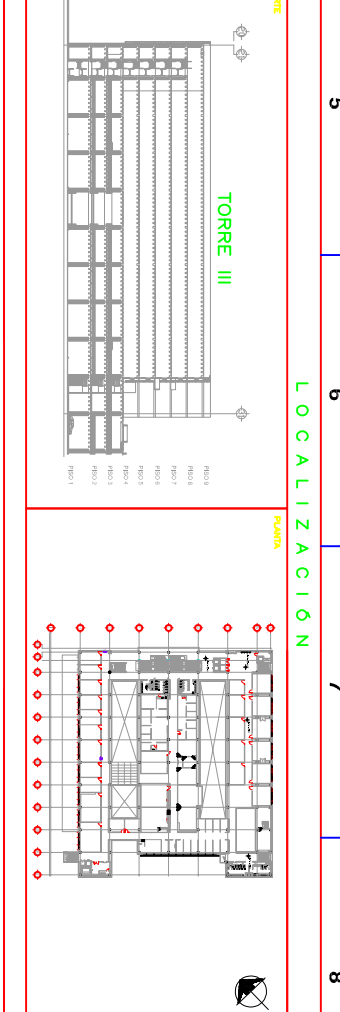 5
6
7
8
LOCALIZACIÓN
TORRE III
PISO 9
PISO 8
PISO 7
PISO 6
PISO 5
PISO 4
PISO 3
PISO 2
PISO 1
PLANTA